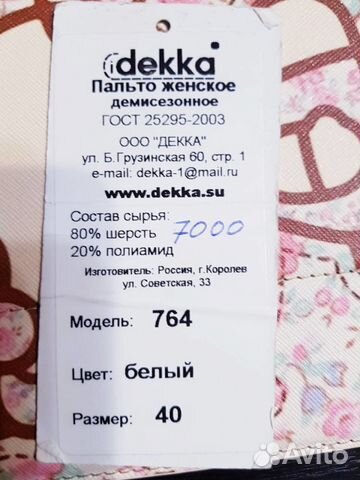 dekka
Пальто женское
демисезонное
ГОСТ 25295-2003
ООО "ДЕККА"
ул. Б.Грузинская 60, стр. 1
e-mail: dekka-1@mail.ru
www.dekka.su
Состав сырья:
80% шерсть 7000
20% полиамид
Изготовитель: Россия, г.Королев
ул. Советская, 33
Модель: 764
Цвет: белый
Размер: 40
Avito